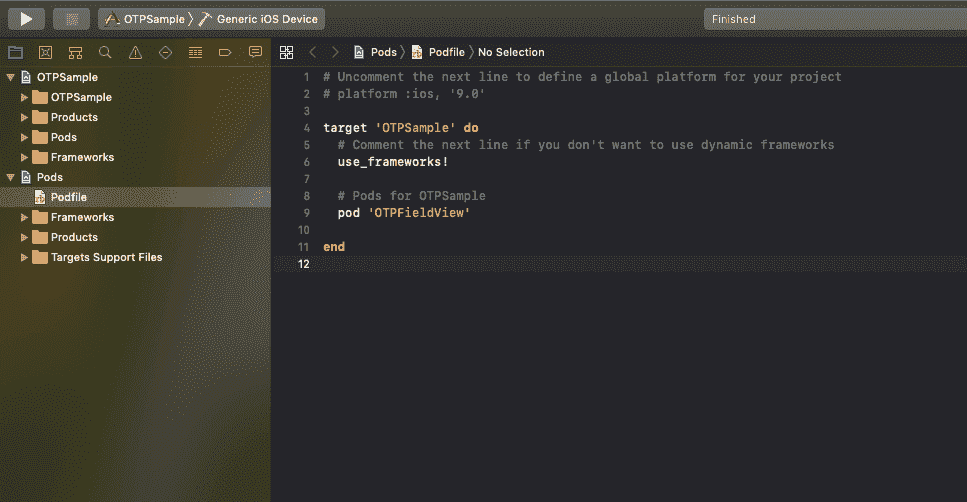 OTPSample Generic iOS Device
Finished
Pods Podfile No Selection
OTPSample
OTPSample
Products
Pods
Frameworks
Pods
Podfile
Frameworks
Products
Targets Support Files
1 # Uncomment the next line to define a global platform for your project
2 # platform :ios, '9.0'
3
4 target 'OTPSample' do
5 # Comment the next line if you don't want to use dynamic frameworks
6 use_frameworks!
7
8 # Pods for OTPSample
9 pod 'OTPFieldView'
10
11 end
12